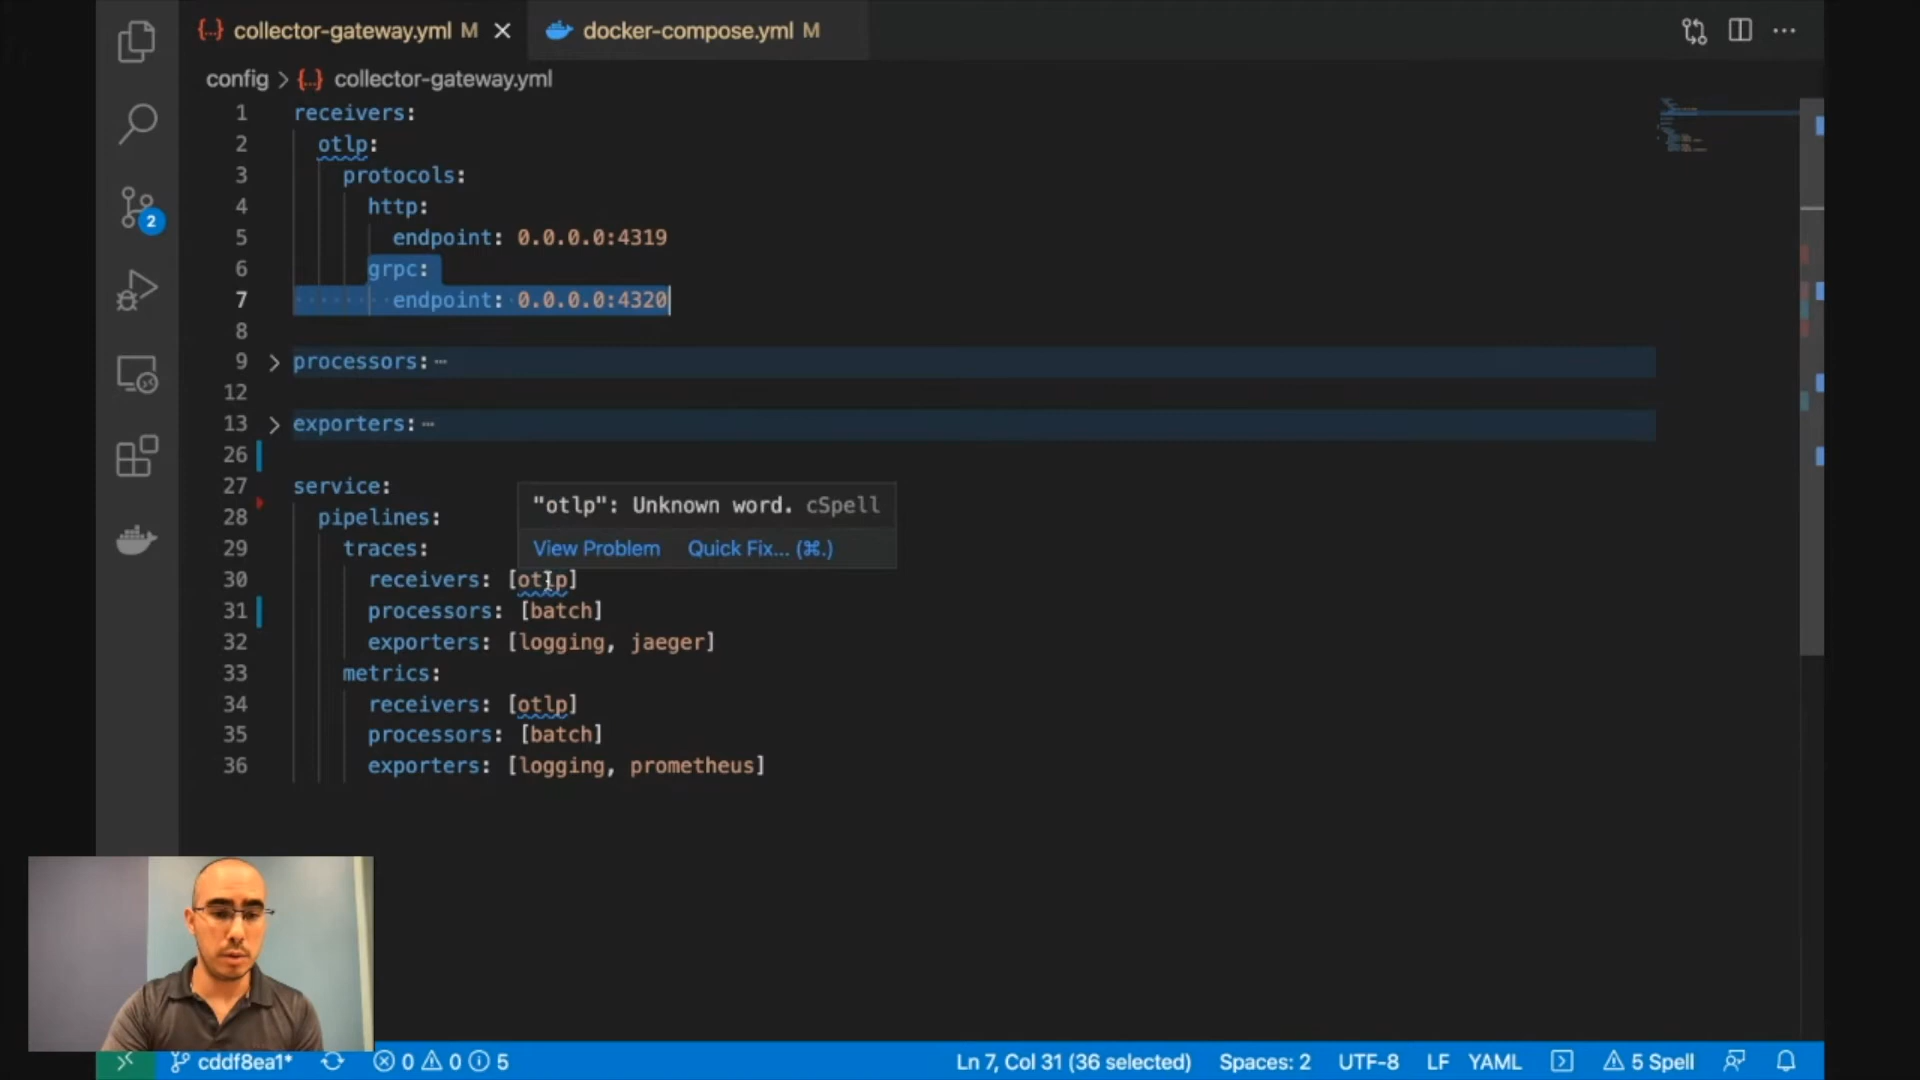 collector-gateway.yml M
docker-compose.yml M
config > collector-gateway.yml
1 receivers:
2 otlp:
3 protocols:
4 http:
5 endpoint: 0.0.0.0:4319
6 grpc:
7 endpoint: 0.0.0.0:4320
8
9 processors: ⋯
12
13 exporters: ⋯
26
27 service:
"otlp": Unknown word. cSpell
28 pipelines:
View Problem Quick Fix... (⌘.)
29 traces:
30 receivers: [otlp]
31 processors: [batch]
32 exporters: [logging, jaeger]
33 metrics:
34 receivers: [otlp]
35 processors: [batch]
36 exporters: [logging, prometheus]
2
cddf8ea1* 0 0 5 Ln 7, Col 31 (36 selected) Spaces: 2 UTF-8 LF YAML 5 Spell